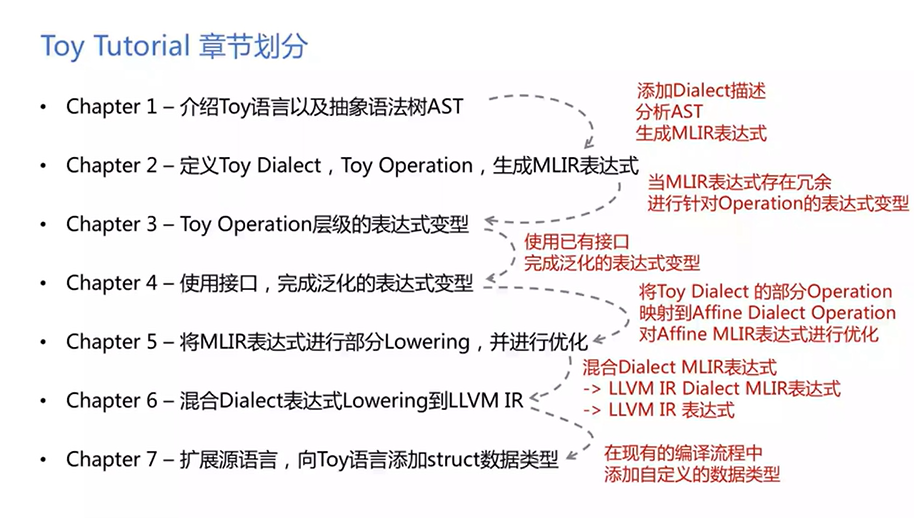 Toy Tutorial 章节划分
• Chapter 1 – 介绍Toy语言以及抽象语法树AST
添加Dialect描述
分析AST
生成MLIR表达式
• Chapter 2 – 定义Toy Dialect，Toy Operation，生成MLIR表达式
当MLIR表达式存在冗余
进行针对Operation的表达式变型
• Chapter 3 – Toy Operation层级的表达式变型
使用已有接口
完成泛化的表达式变型
• Chapter 4 – 使用接口，完成泛化的表达式变型
将Toy Dialect 的部分Operation
映射到Affine Dialect Operation
对Affine MLIR表达式进行优化
• Chapter 5 – 将MLIR表达式进行部分Lowering，并进行优化
混合Dialect MLIR表达式
-> LLVM IR Dialect MLIR表达式
-> LLVM IR 表达式
• Chapter 6 – 混合Dialect表达式Lowering到LLVM IR
在现有的编译流程中
添加自定义的数据类型
• Chapter 7 – 扩展源语言，向Toy语言添加struct数据类型